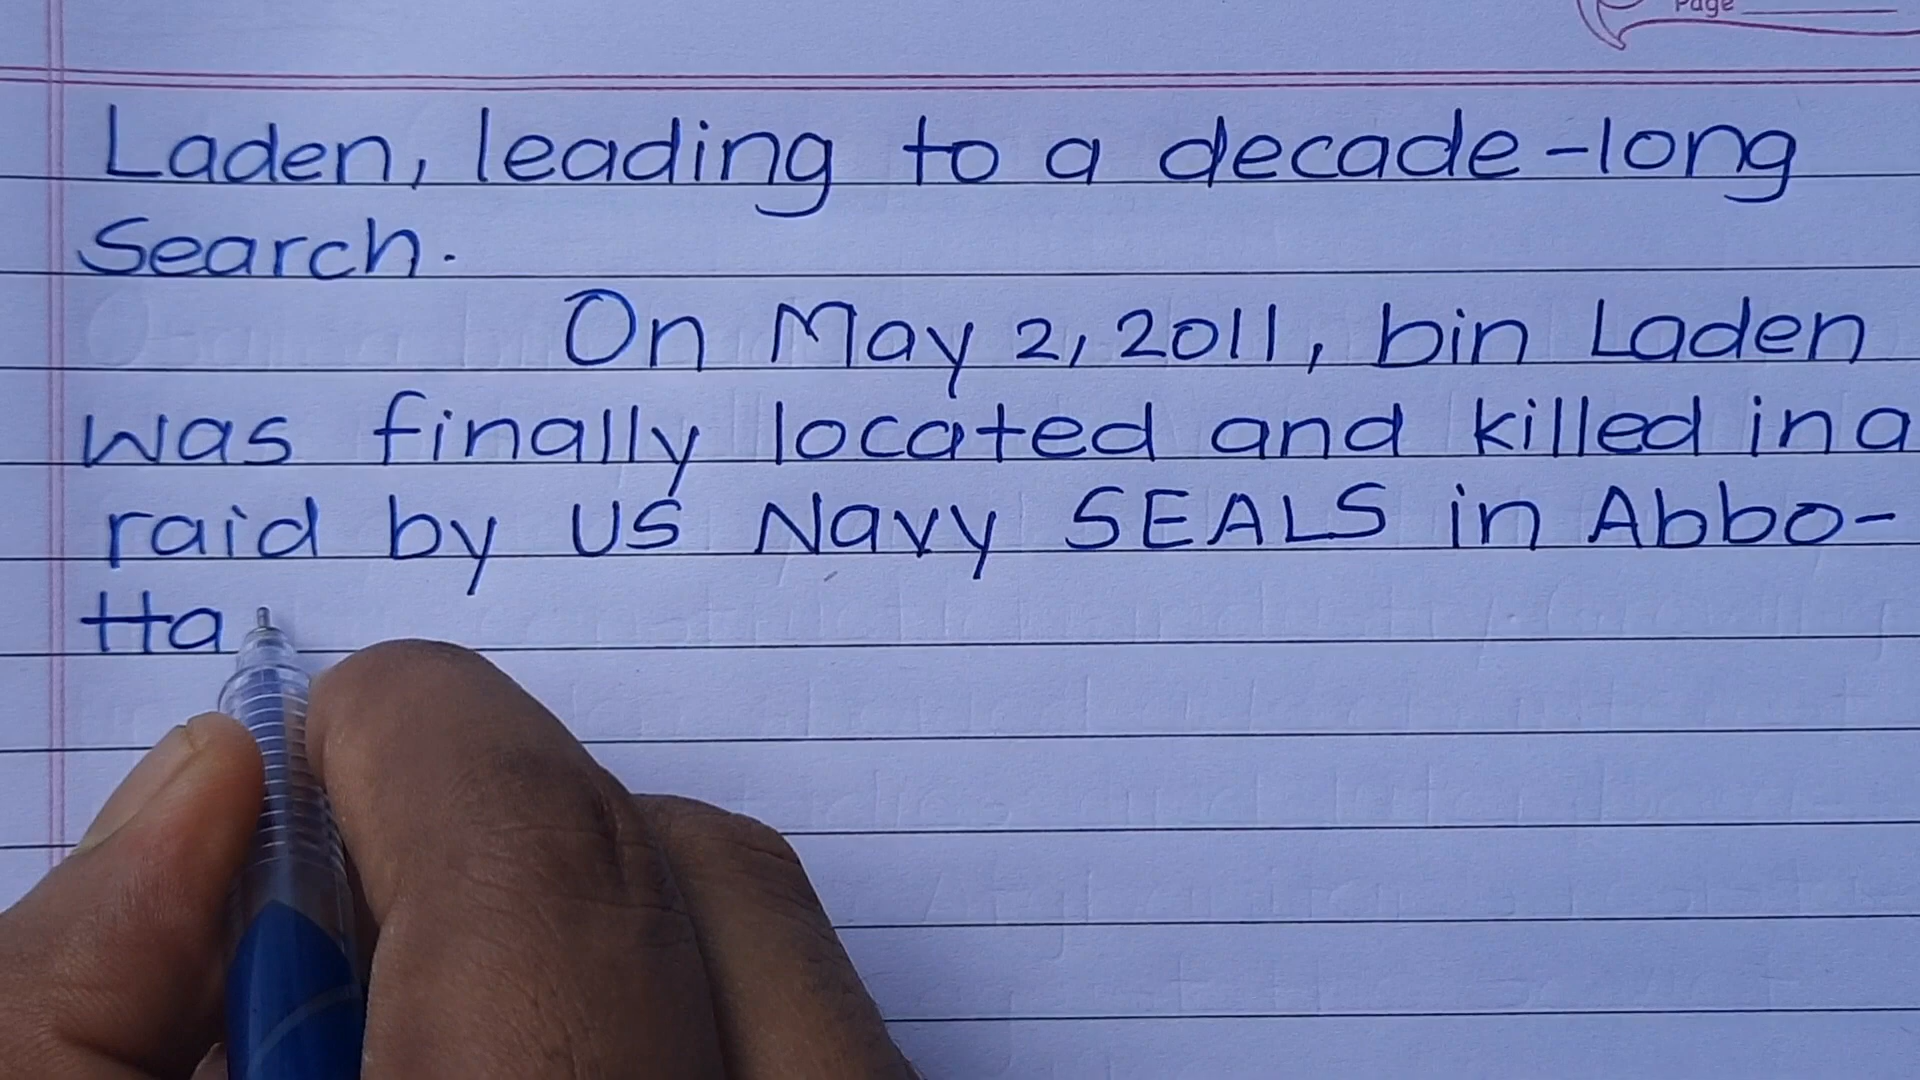 Page
Laden, leading to a decade-long
Search.
On May 2, 2011, bin Laden
was finally located and killed in a
raid by US Navy SEALS in Abbo-
tta